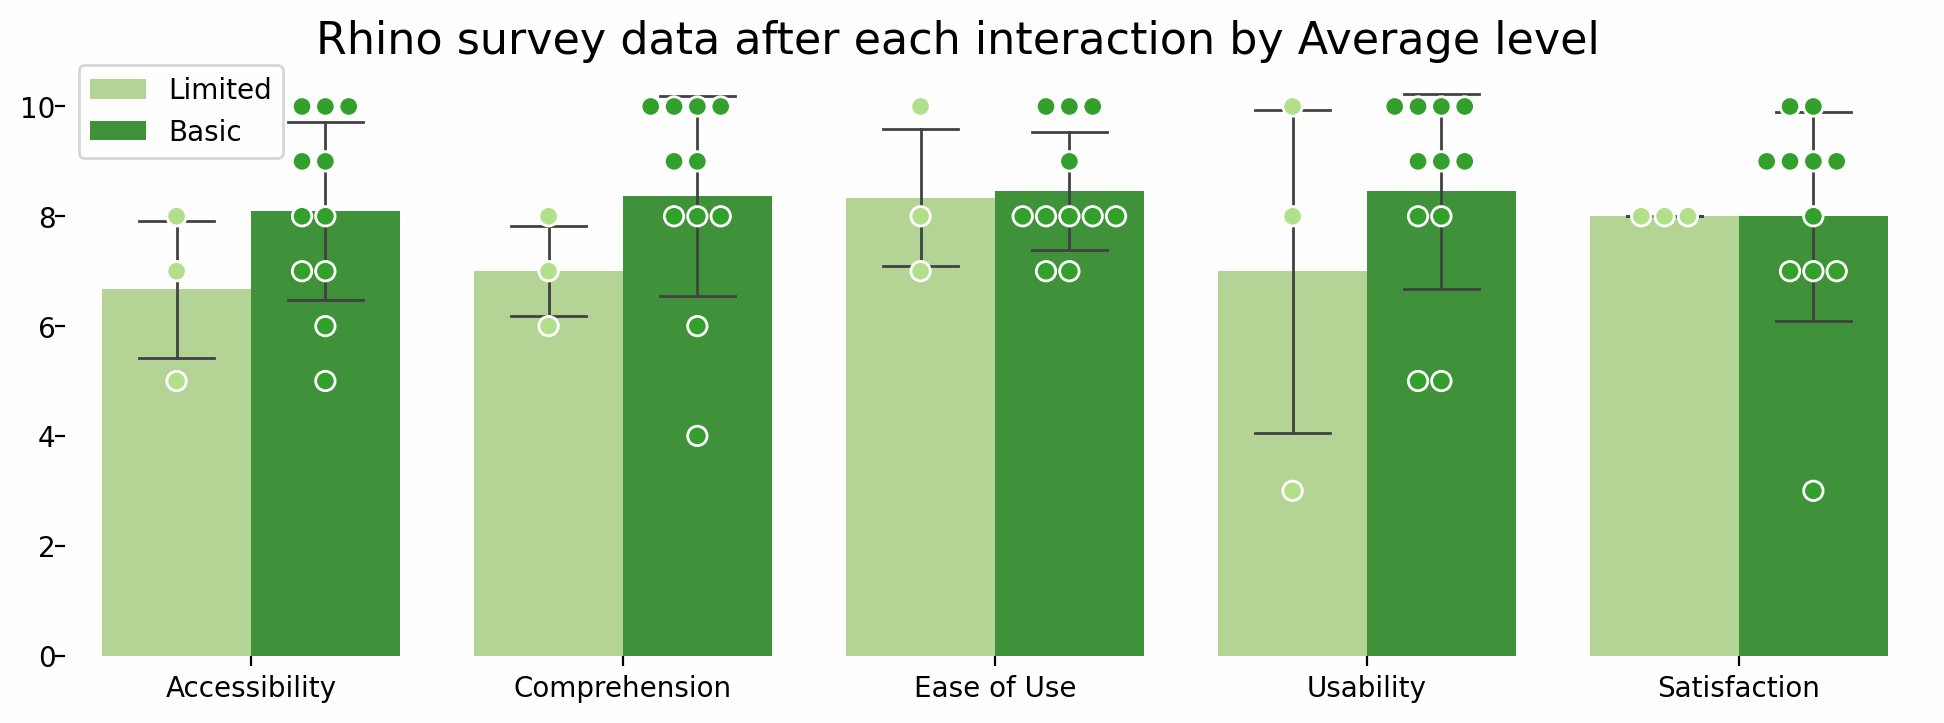 Rhino survey data after each interaction by Average level
Limited
Basic
10
8
6
4
2
0
Accessibility
Comprehension
Ease of Use
Usability
Satisfaction